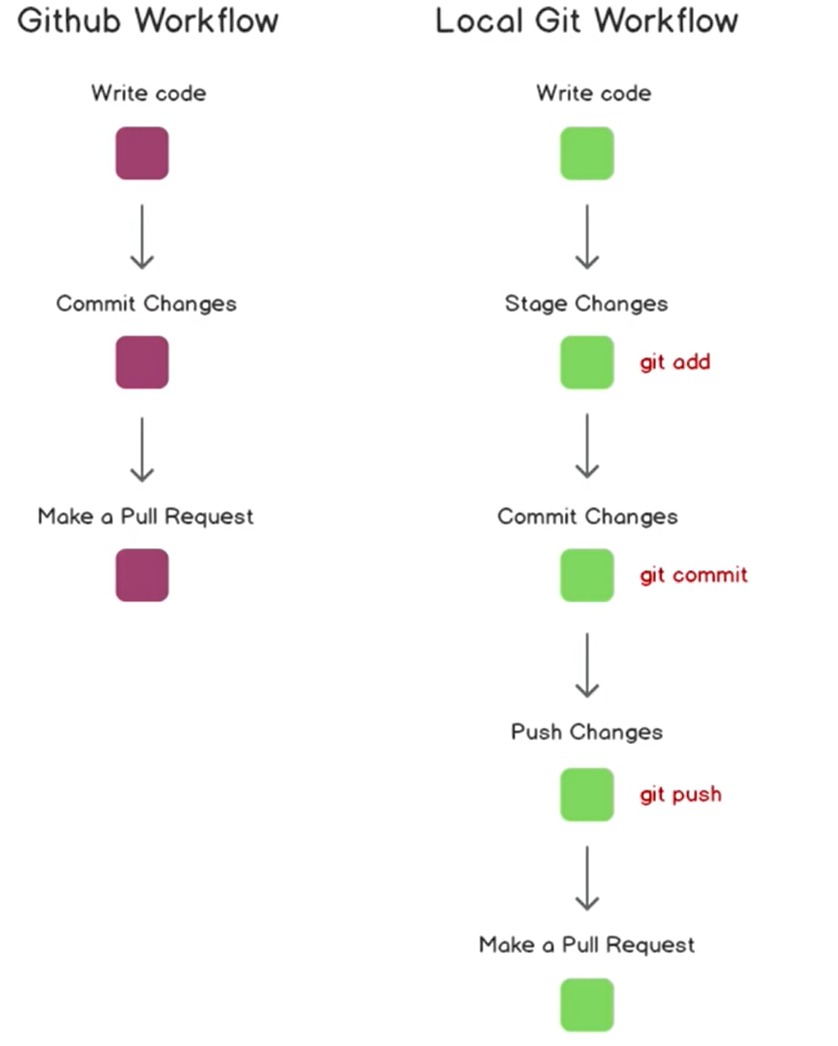 Github Workflow
Write code
Commit Changes
Make a Pull Request
Local Git Workflow
Write code
Stage Changes
git add
Commit Changes
git commit
Push Changes
git push
Make a Pull Request